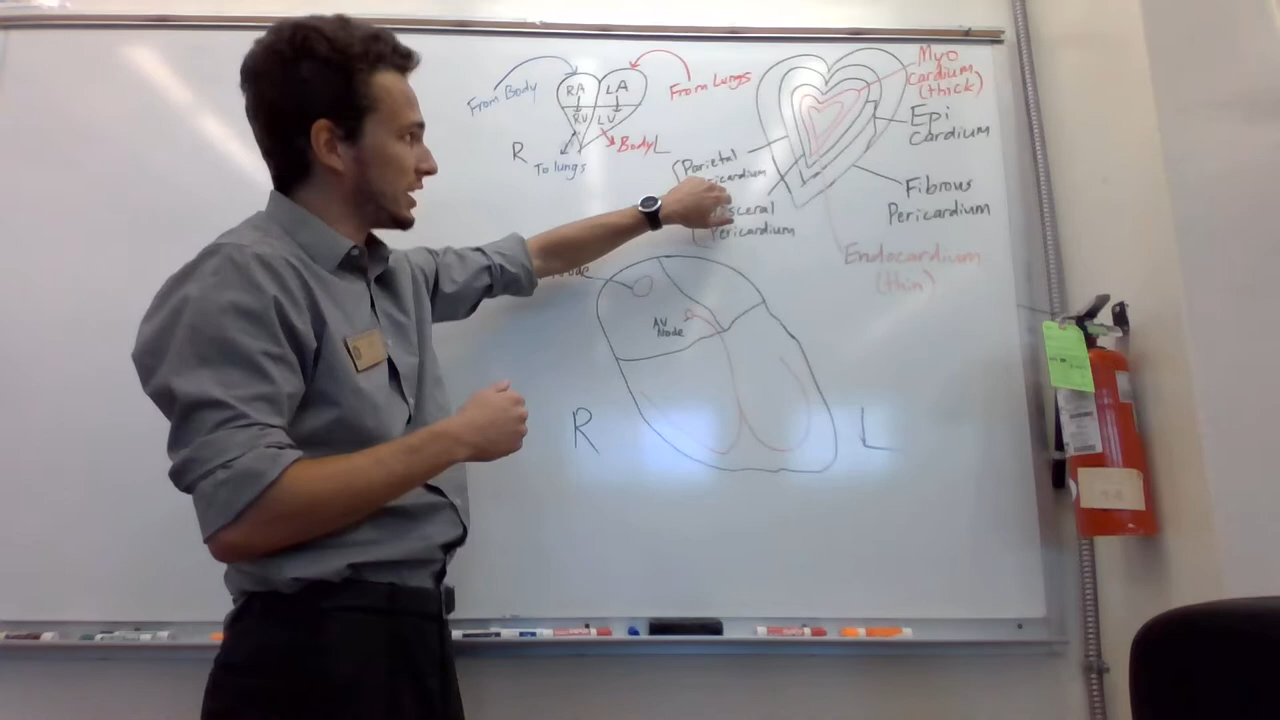 From Body
RA
LA
RV
LV
From Lungs
R
To lungs
Body
L
Myo
cardium
(thick)
Epi
Cardium
Parietal
Fibrous
Pericardium
Pericardium
Endocardium
(thin)
AV
Node
R
L